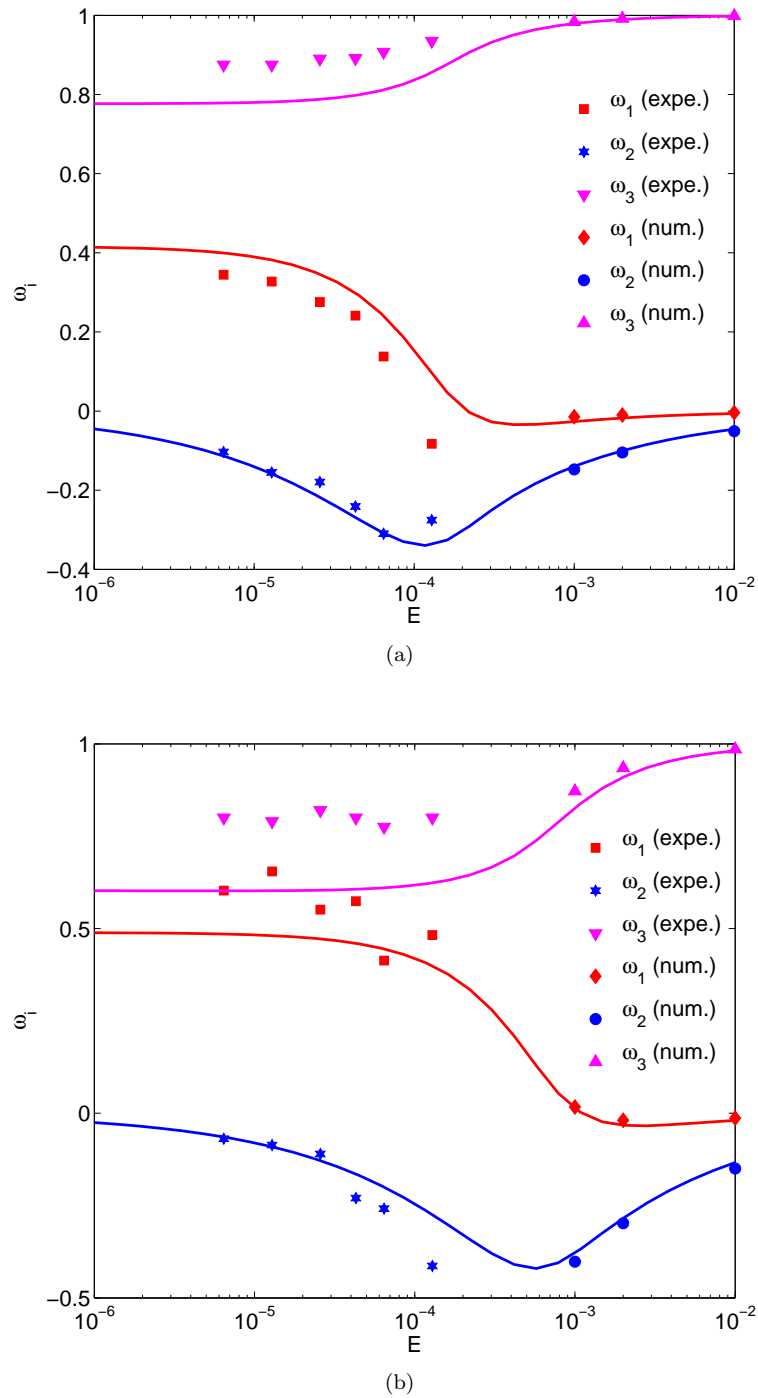 1
0.8
0.6
0.4
0.2
0
−0.2
−0.4
ω_i
ω_1 (expe.)
ω_2 (expe.)
ω_3 (expe.)
ω_1 (num.)
ω_2 (num.)
ω_3 (num.)
10^−6 10^−5 10^−4 10^−3 10^−2
E
(a)
1
0.5
0
−0.5
ω_i
ω_1 (expe.)
ω_2 (expe.)
ω_3 (expe.)
ω_1 (num.)
ω_2 (num.)
ω_3 (num.)
10^−6 10^−5 10^−4 10^−3 10^−2
E
(b)